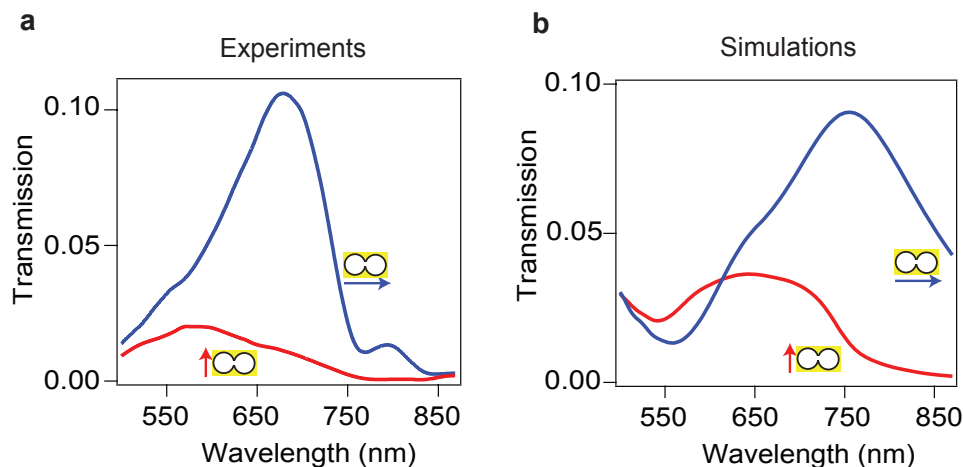 a
Experiments
Transmission
0.10
0.05
0.00
550
650
750
850
Wavelength (nm)
b
Simulations
Transmission
0.10
0.05
0.00
550
650
750
850
Wavelength (nm)